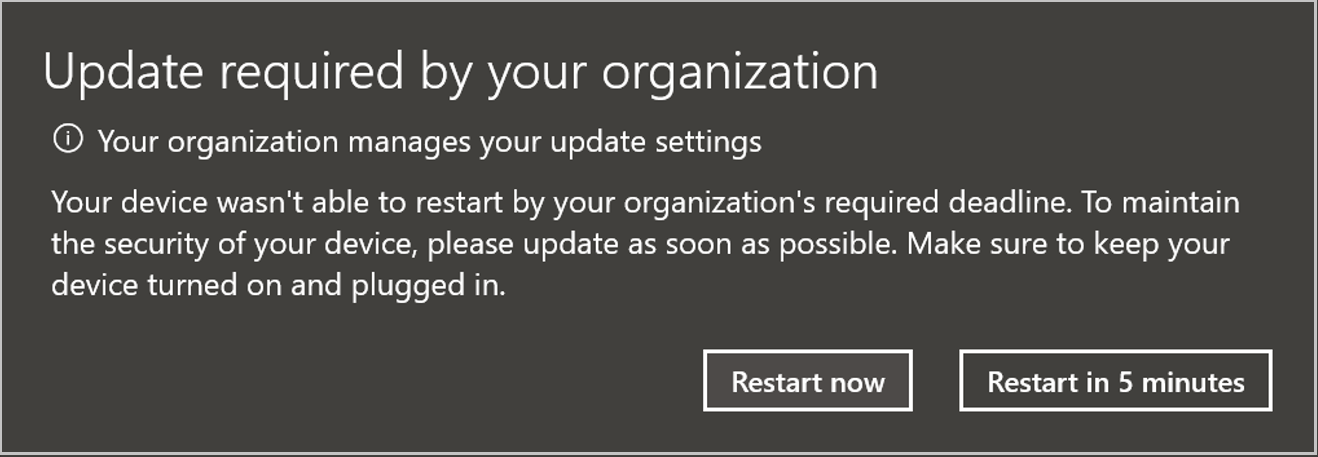 Update required by your organization
Your organization manages your update settings
Your device wasn't able to restart by your organization's required deadline. To maintain
the security of your device, please update as soon as possible. Make sure to keep your
device turned on and plugged in.
Restart now
Restart in 5 minutes